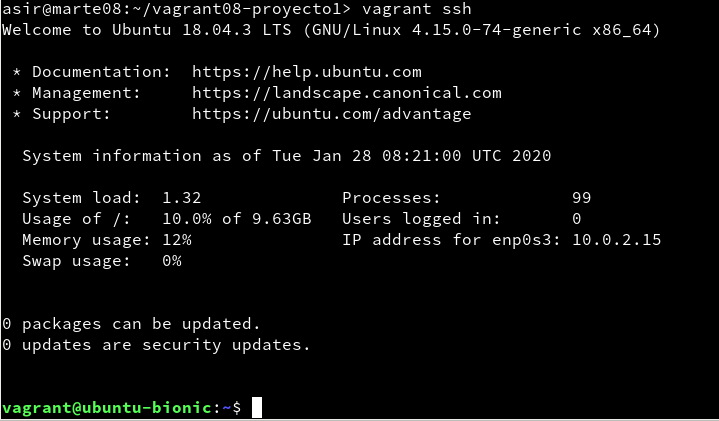 asir@marte08:~/vagrant08-proyecto1> vagrant ssh
Welcome to Ubuntu 18.04.3 LTS (GNU/Linux 4.15.0-74-generic x86_64)
* Documentation:  https://help.ubuntu.com
* Management:     https://landscape.canonical.com
* Support:        https://ubuntu.com/advantage
System information as of Tue Jan 28 08:21:00 UTC 2020
System load:  1.32              Processes:             99
Usage of /:   10.0% of 9.63GB   Users logged in:       0
Memory usage: 12%               IP address for enp0s3: 10.0.2.15
Swap usage:   0%
0 packages can be updated.
0 updates are security updates.
vagrant@ubuntu-bionic:~$